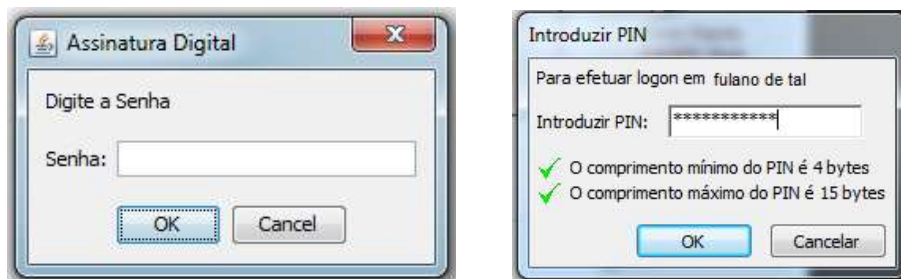 Assinatura Digital
Digite a Senha
Senha:
OK Cancel
Introduzir PIN
Para efetuar logon em fulano de tal
Introduzir PIN: ***********
O comprimento mínimo do PIN é 4 bytes
O comprimento máximo do PIN é 15 bytes
OK Cancelar